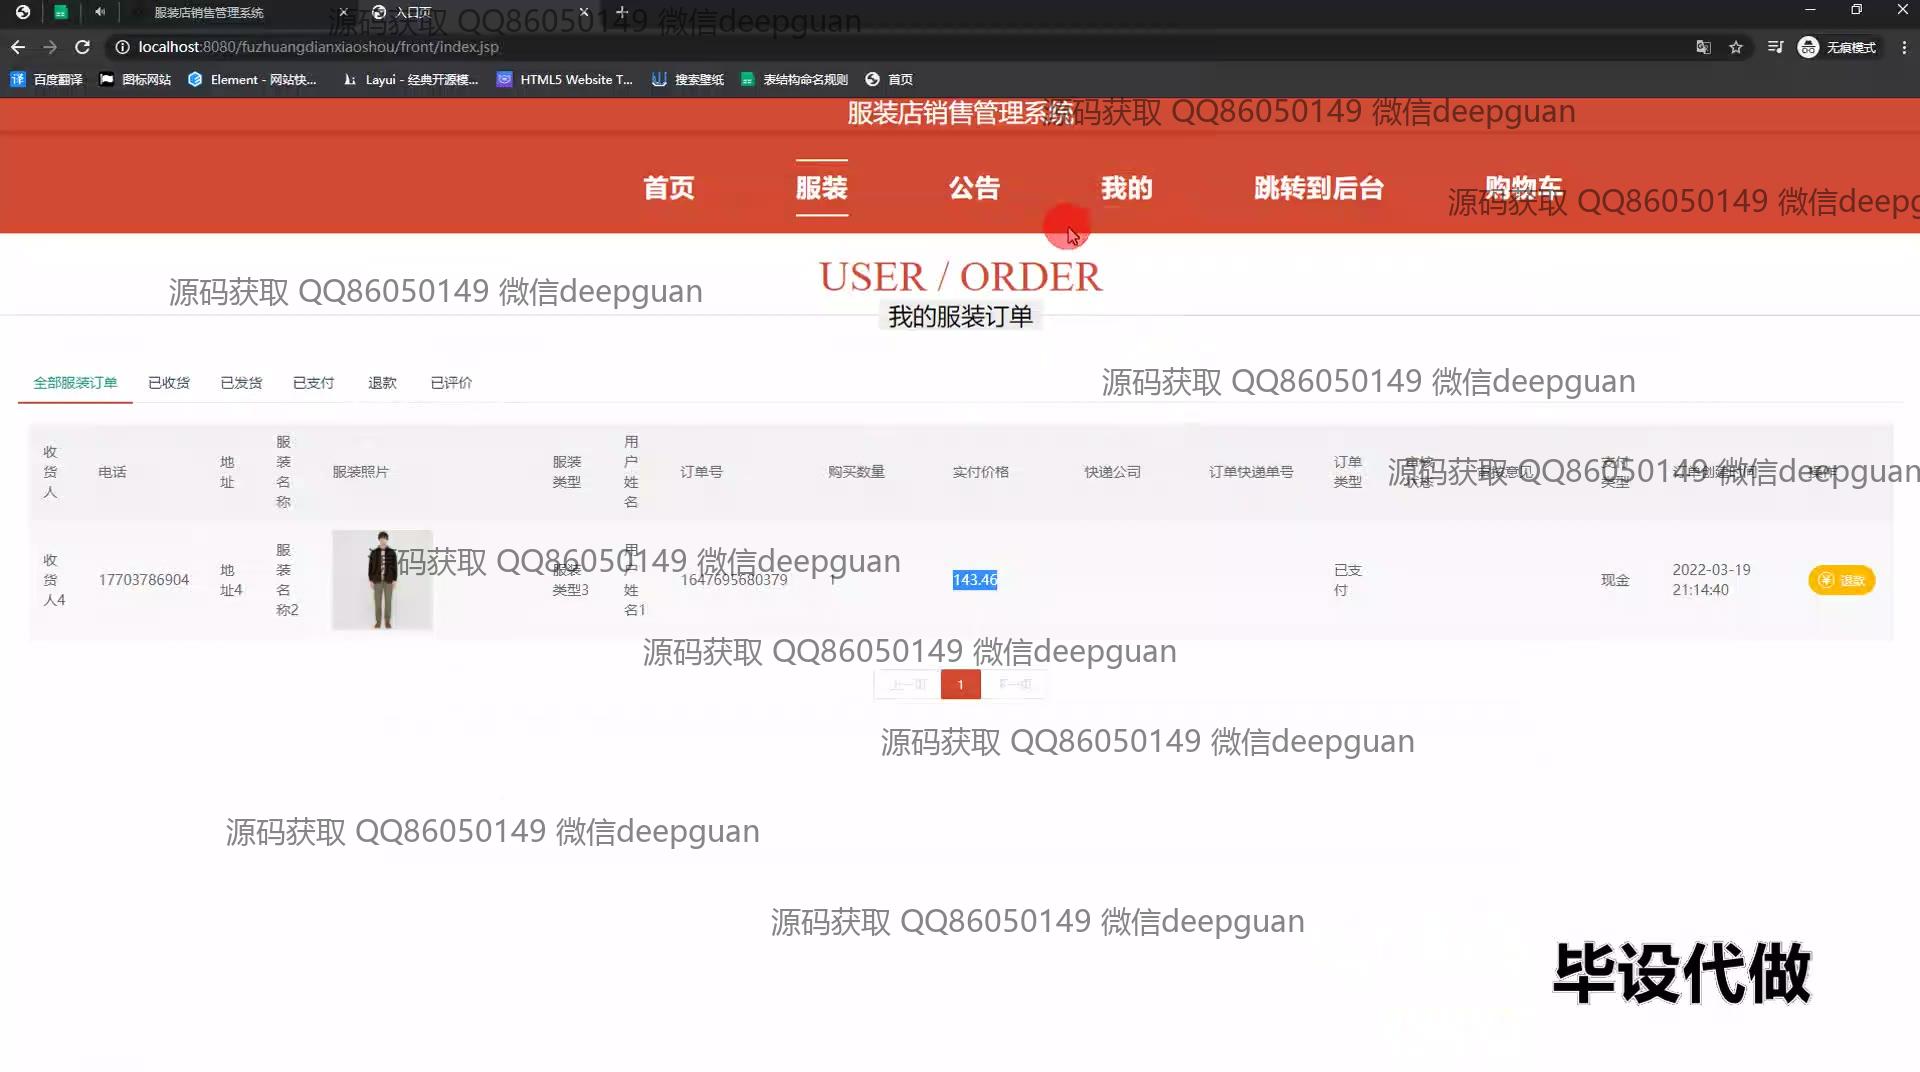 服装店销售管理系统
入口页
源码获取 QQ86050149 微信deepguan
localhost:8080/fuzhuangdianxiaoshou/front/index.jsp
无痕模式
百度翻译
图标网站
Element - 网站快...
Layui - 经典开源模...
HTML5 Website T...
搜索壁纸
表结构命名规则
首页
服装店销售管理系统
源码获取 QQ86050149 微信deepguan
首页 服装 公告 我的 跳转到后台 购物车
源码获取 QQ86050149 微信deepg
USER / ORDER
源码获取 QQ86050149 微信deepguan
我的服装订单
全部服装订单 已收货 已发货 已支付 退款 已评价
源码获取 QQ86050149 微信deepguan
收货人 电话 地址 服装名称 服装照片 服装类型 用户姓名 订单号 购买数量 实付价格 快递公司 订单快递单号 订单类型 支付类型 订单创建时间
源码获取 QQ86050149 微信deepguan
源码获取 QQ86050149 微信deepguan
收货人4 17703786904 地址4 服装名称2 服装类型3 用户姓名1 1647695680379 1 143.46 已支付 现金 2022-03-19 21:14:40 退款
源码获取 QQ86050149 微信deepguan
上一页 1 下一页
源码获取 QQ86050149 微信deepguan
源码获取 QQ86050149 微信deepguan
源码获取 QQ86050149 微信deepguan
毕设代做